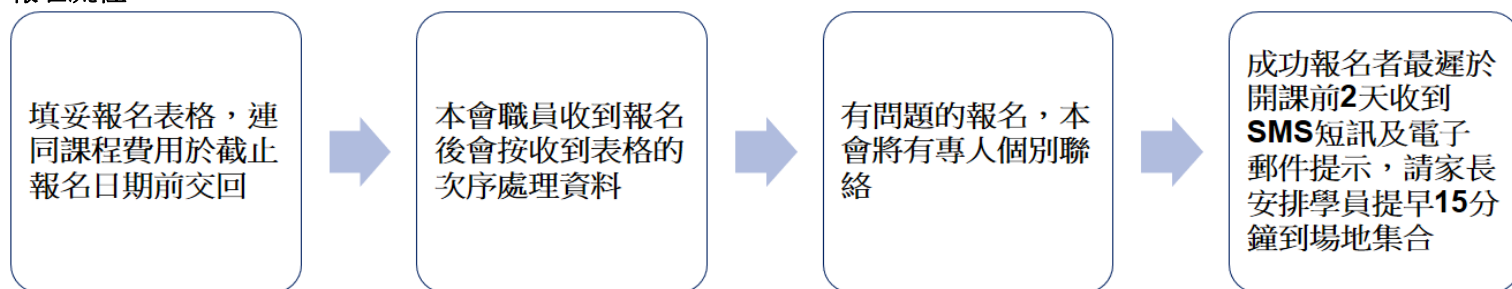 填妥報名表格，連
同課程費用於截止
報名日期前交回
本會職員收到報名
後會按收到表格的
次序處理資料
有問題的報名，本
會將有專人個別聯
絡
成功報名者最遲於
開課前2天收到
SMS短訊及電子
郵件提示，請家長
安排學員提早15分
鐘到場地集合